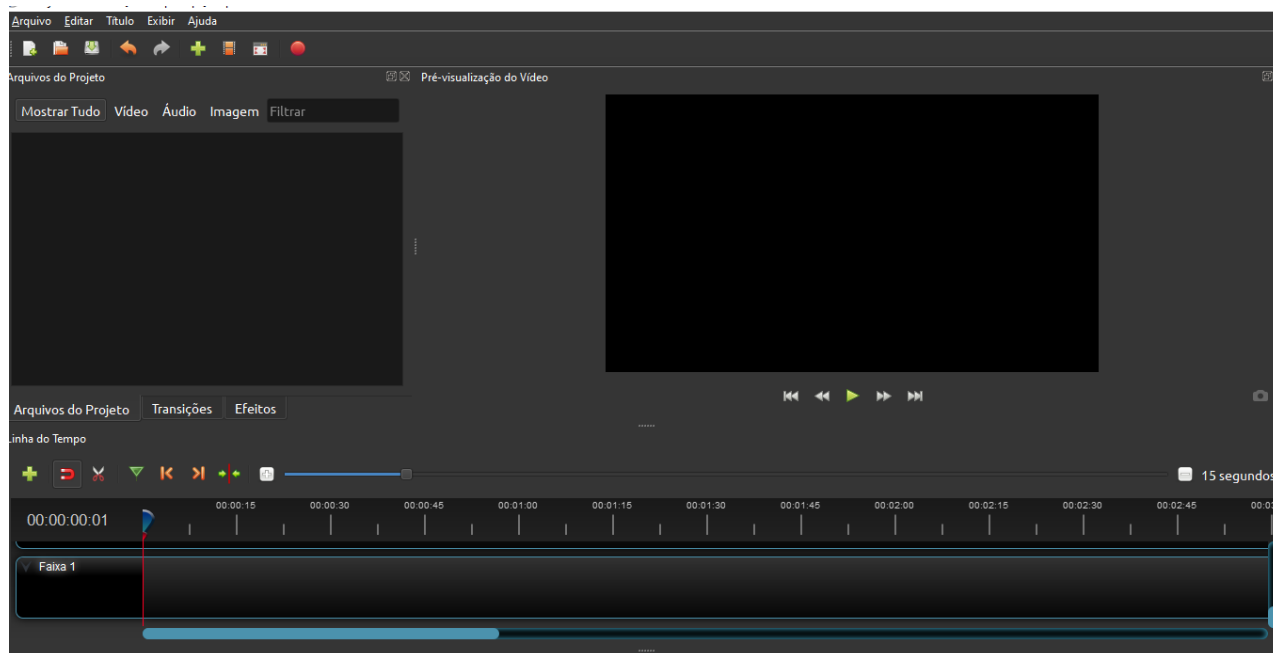 Arquivo Editar Título Exibir Ajuda
Arquivos do Projeto
Pré-visualização do Vídeo
Mostrar Tudo Vídeo Áudio Imagem Filtrar
Arquivos do Projeto Transições Efeitos
Linha do Tempo
15 segundos
00:00:00:01
00:00:15 00:00:30 00:00:45 00:01:00 00:01:15 00:01:30 00:01:45 00:02:00 00:02:15 00:02:30 00:02:45
Faixa 1